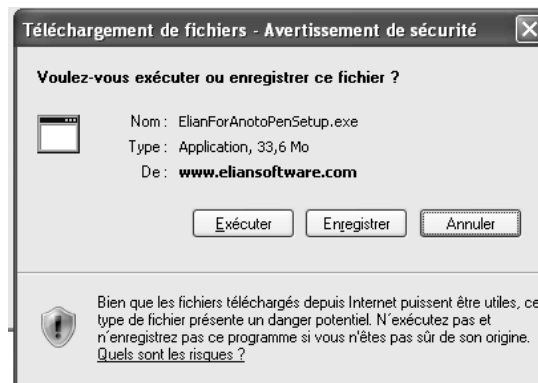 Téléchargement de fichiers - Avertissement de sécurité
Voulez-vous exécuter ou enregistrer ce fichier ?
Nom : ElianForAnotoPenSetup.exe
Type : Application, 33,6 Mo
De : www.eliansoftware.com
Exécuter Enregistrer Annuler
Bien que les fichiers téléchargés depuis Internet puissent être utiles, ce
type de fichier présente un danger potentiel. N'exécutez pas et
n'enregistrez pas ce programme si vous n'êtes pas sûr de son origine.
Quels sont les risques ?